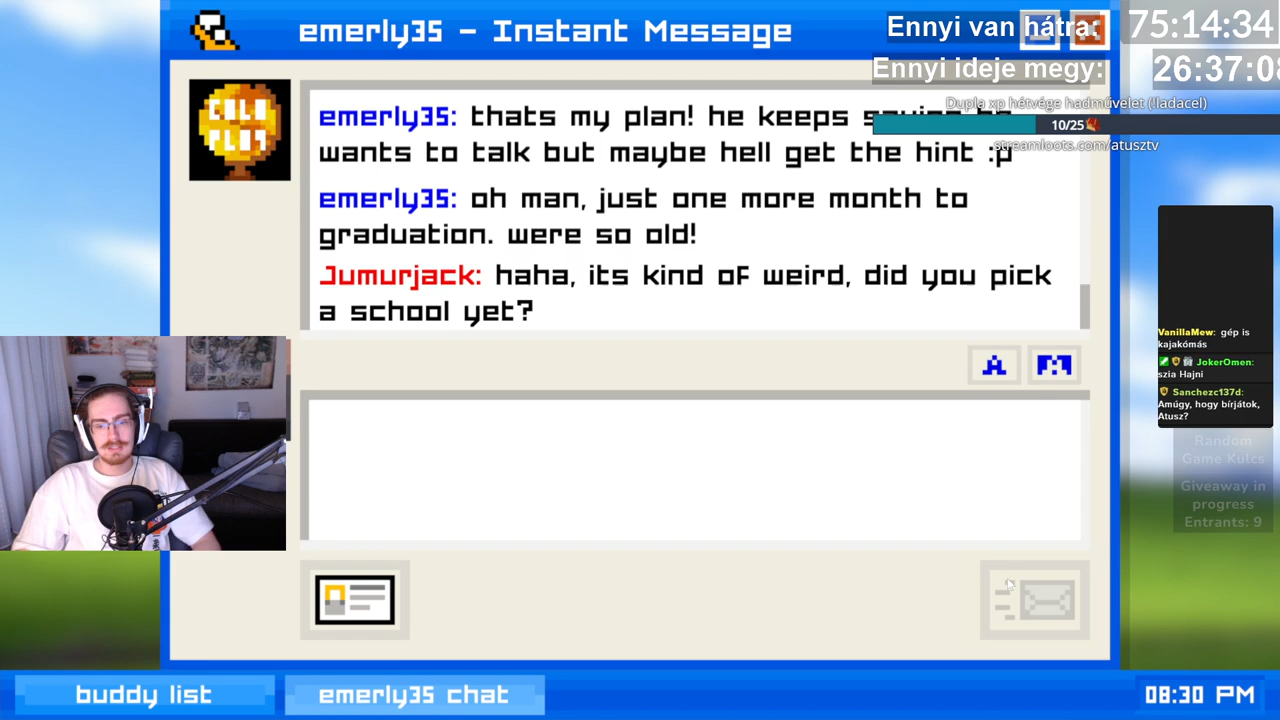 emerly35 - Instant Message
Ennyi van hátra:
75:14:34
Ennyi ideje megy:
26:37:08
Dupla xp hétvége hadművelet (!ladacel)
10/25
streamloots.com/atusztv
COLD
PLAY
emerly35: thats my plan! he keeps saying he
wants to talk but maybe hell get the hint :p
emerly35: oh man, just one more month to
graduation. were so old!
Jumurjack: haha, its kind of weird, did you pick
a school yet?
A
VanillaMew: gép is
kajakómás
JokerOmen:
szia Hajni
Sanchezc137d:
Amúgy, hogy bírjátok,
Atusz?
Random
Game Kulcs
Giveaway in
progress
Entrants: 9
buddy list
emerly35 chat
08:30 PM